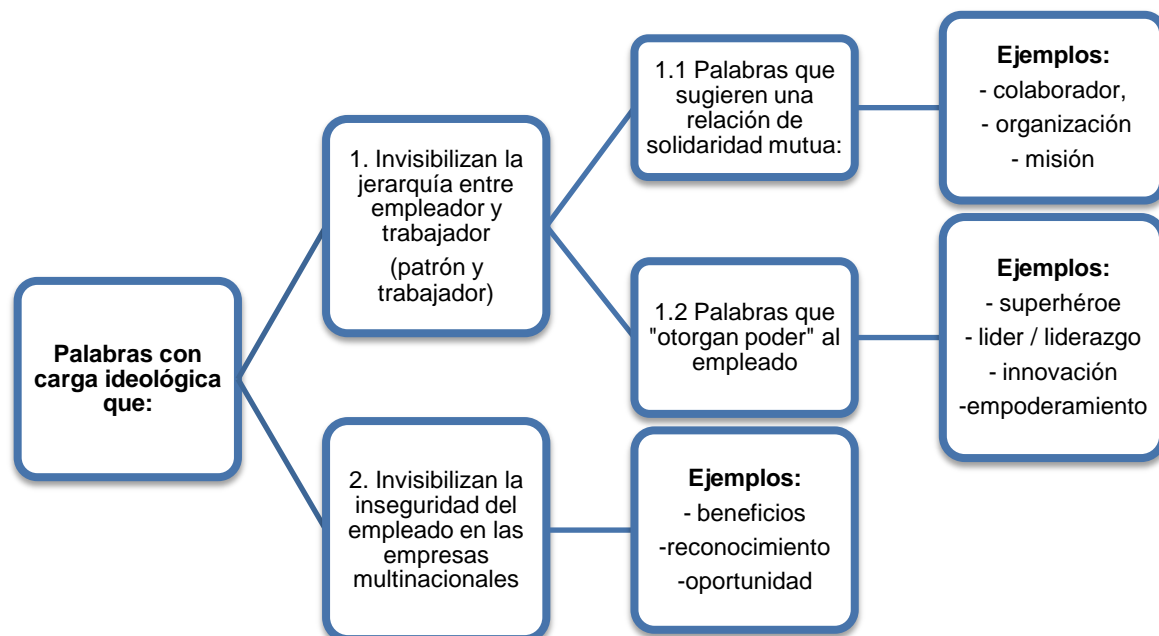 Palabras con
carga ideológica
que:
1. Invisibilizan la
jerarquía entre
empleador y
trabajador
(patrón y
trabajador)
1.1 Palabras que
sugieren una
relación de
solidaridad mutua:
Ejemplos:
- colaborador,
- organización
- misión
1.2 Palabras que
"otorgan poder" al
empleado
Ejemplos:
- superhéroe
- lider / liderazgo
- innovación
-empoderamiento
2. Invisibilizan la
inseguridad del
empleado en las
empresas
multinacionales
Ejemplos:
- beneficios
-reconocimiento
-oportunidad